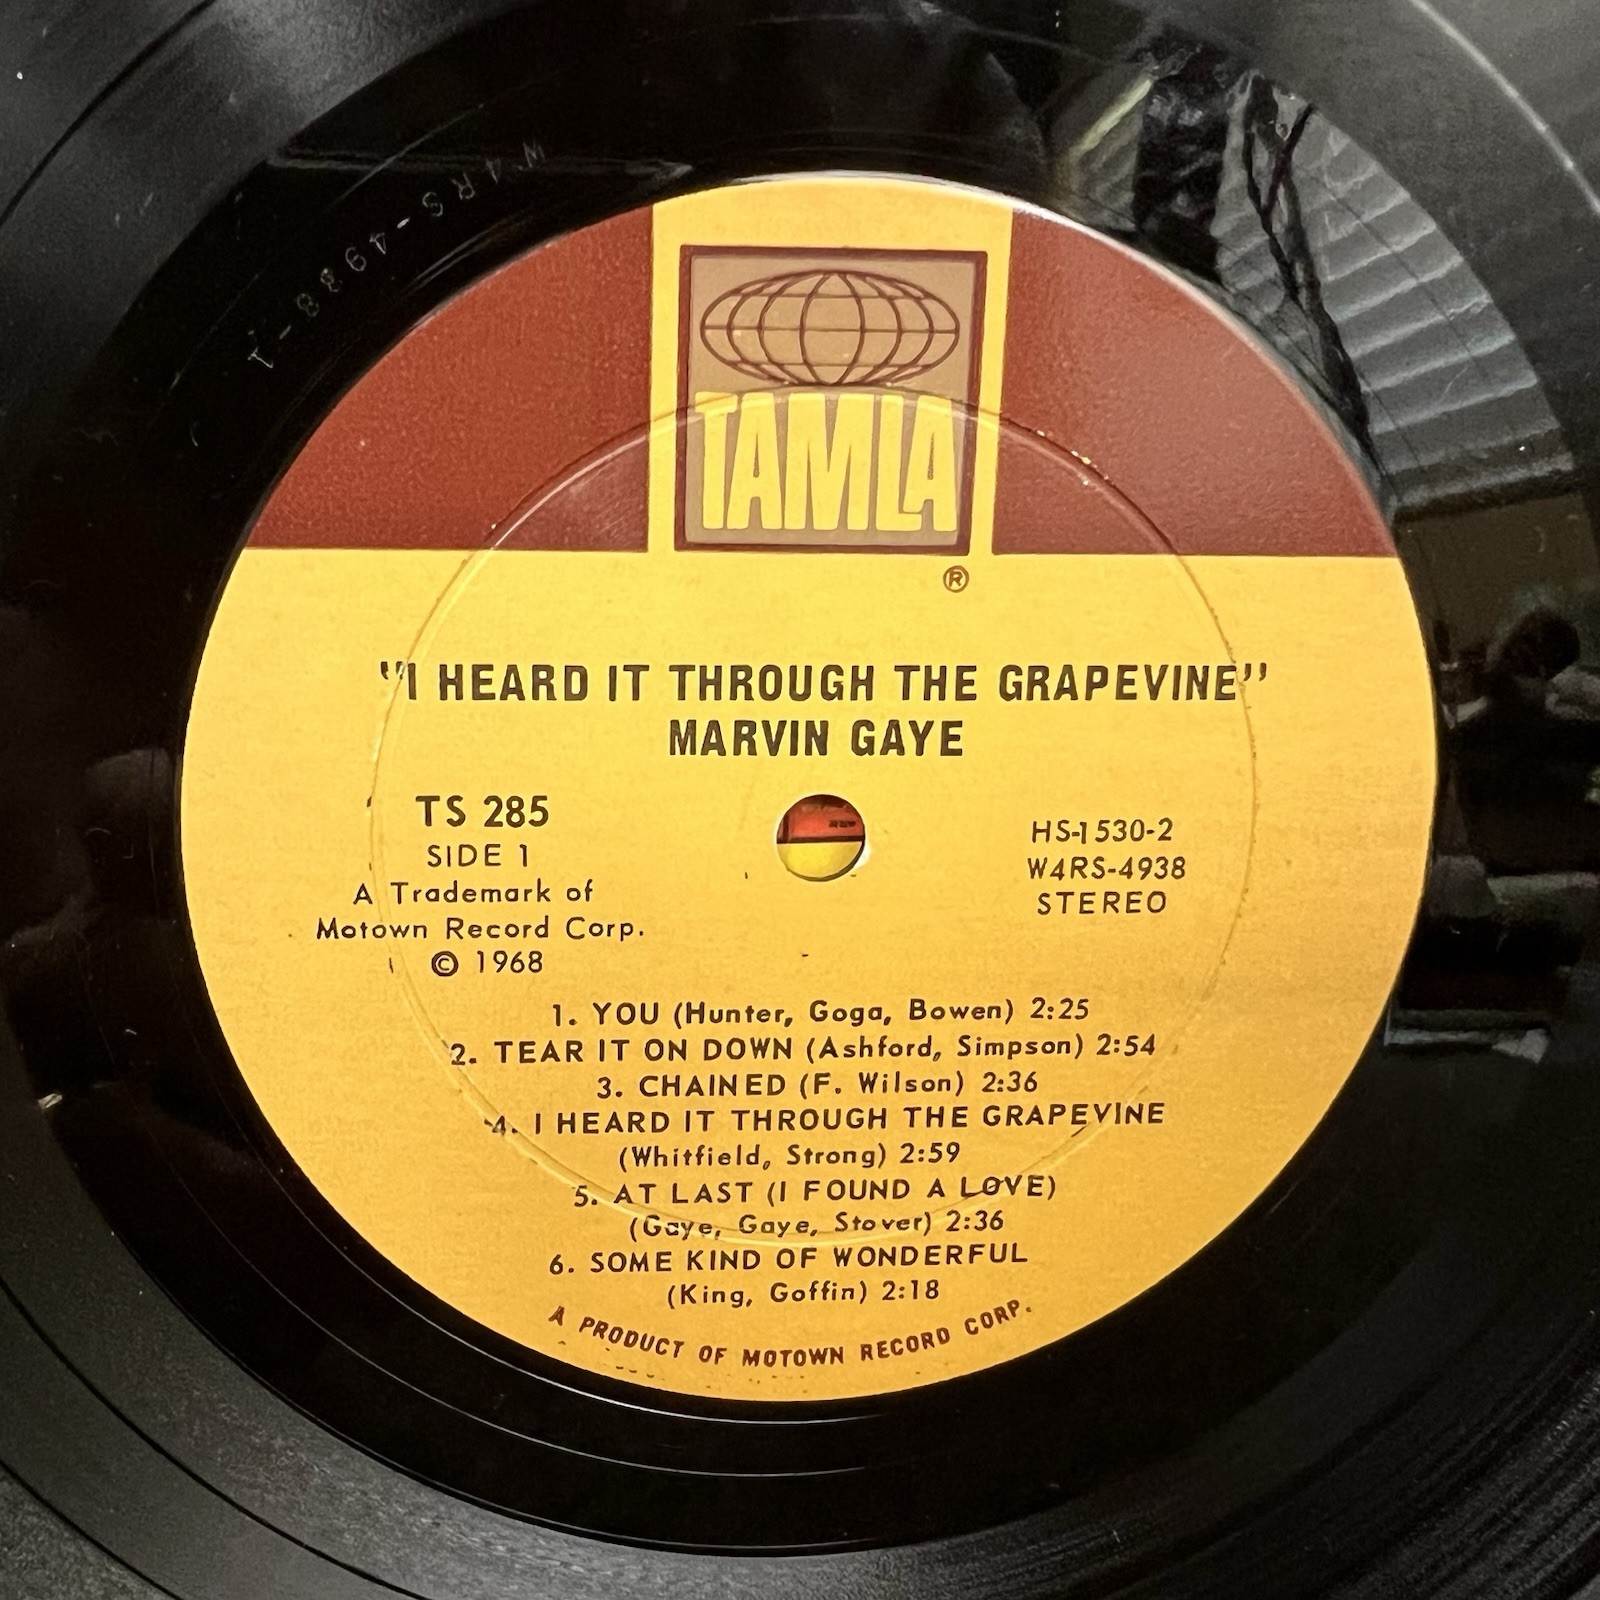 W4RS-4938-1
TAMLA
®
"I HEARD IT THROUGH THE GRAPEVINE"
MARVIN GAYE
TS 285
SIDE 1
A Trademark of
Motown Record Corp.
© 1968
HS-1530-2
W4RS-4938
STEREO
1. YOU (Hunter, Goga, Bowen) 2:25
2. TEAR IT ON DOWN (Ashford, Simpson) 2:54
3. CHAINED (F. Wilson) 2:36
4. I HEARD IT THROUGH THE GRAPEVINE
(Whitfield, Strong) 2:59
5. AT LAST (I FOUND A LOVE)
(Gaye, Gaye, Stover) 2:36
6. SOME KIND OF WONDERFUL
(King, Goffin) 2:18
A PRODUCT OF MOTOWN RECORD CORP.